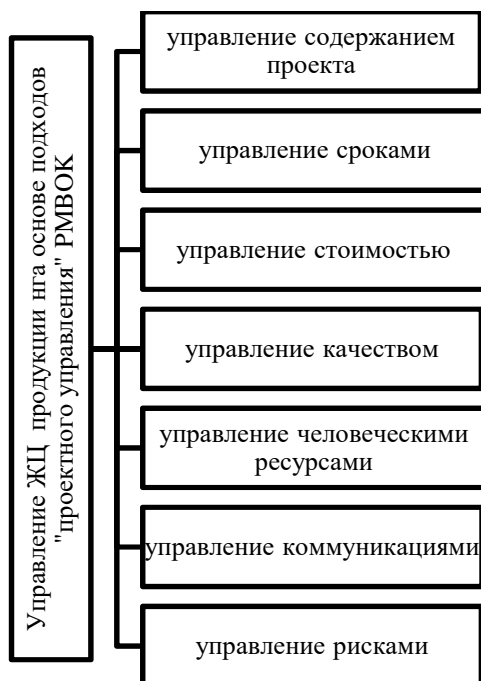 Управление ЖЦ продукции нга основе подходов
"проектного управления" PMBOK
управление содержанием
проекта
управление сроками
управление стоимостью
управление качеством
управление человеческими
ресурсами
управление коммуникациями
управление рисками